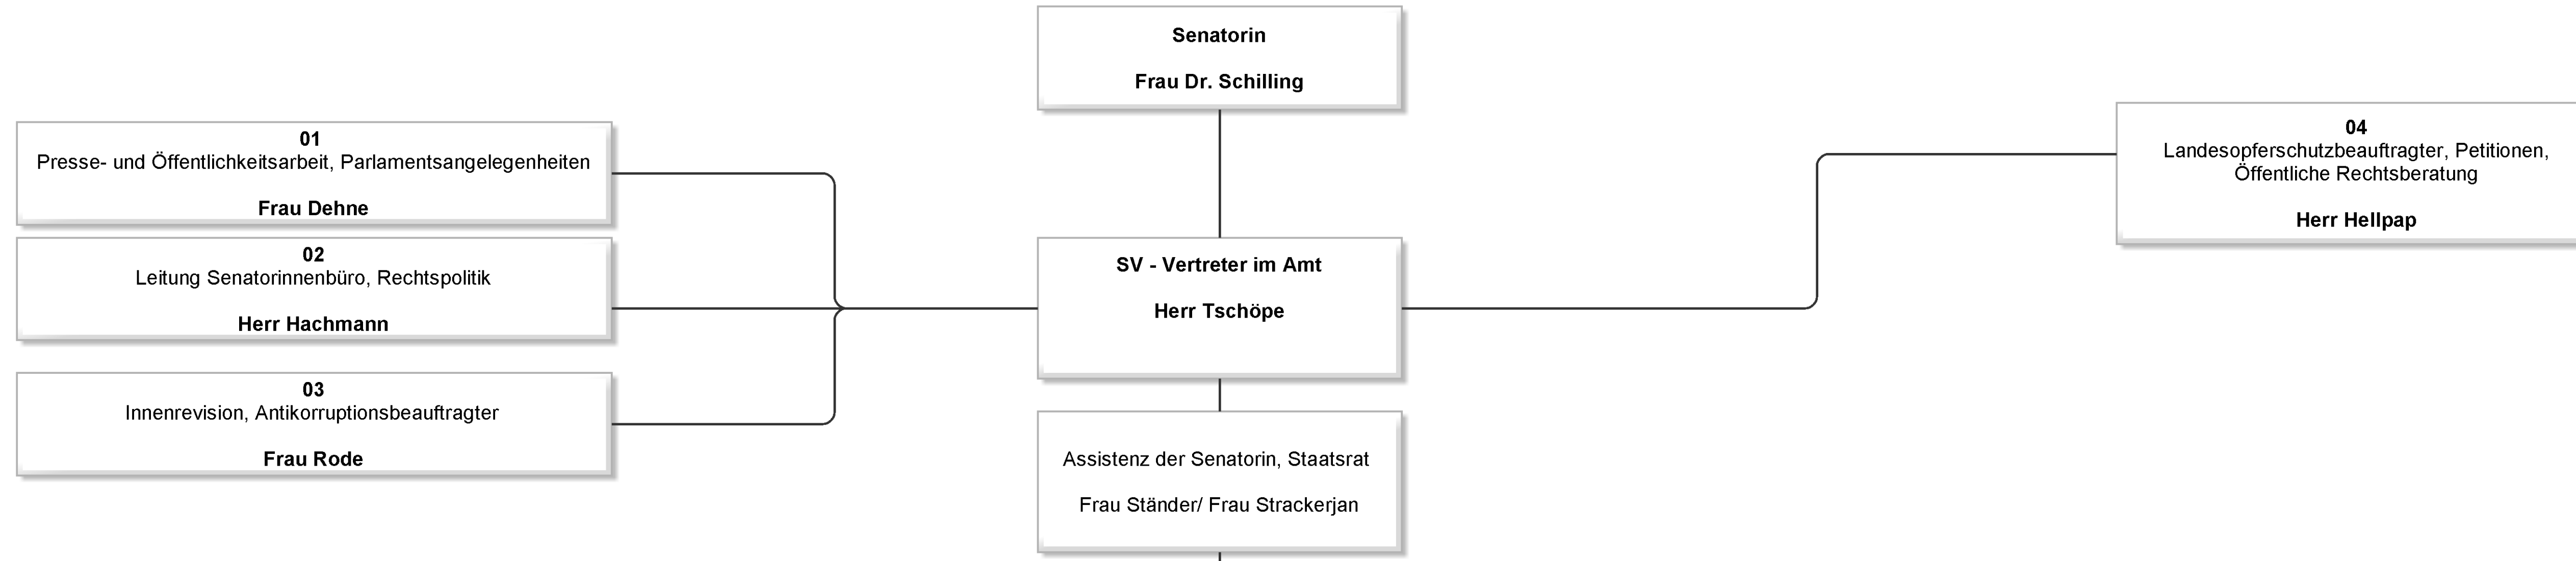 Senatorin
Frau Dr. Schilling
01
Presse- und Öffentlichkeitsarbeit, Parlamentsangelegenheiten
Frau Dehne
02
Leitung Senatorinnenbüro, Rechtspolitik
Herr Hachmann
03
Innenrevision, Antikorruptionsbeauftragter
Frau Rode
SV - Vertreter im Amt
Herr Tschöpe
Assistenz der Senatorin, Staatsrat
Frau Ständer/ Frau Strackerjan
04
Landesopferschutzbeauftragter, Petitionen,
Öffentliche Rechtsberatung
Herr Hellpap